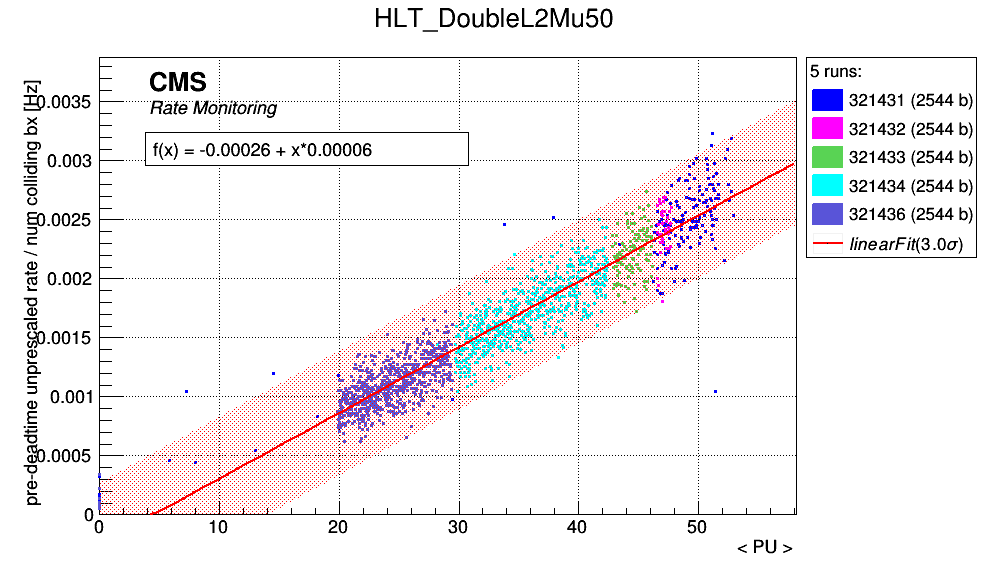 HLT_DoubleL2Mu50
pre-deadtime unprescaled rate / num colliding bx [Hz]
CMS
Rate Monitoring
f(x) = -0.00026 + x*0.00006
0.0035
0.003
0.0025
0.002
0.0015
0.001
0.0005
0
0 10 20 30 40 50
< PU >
5 runs:
321431 (2544 b)
321432 (2544 b)
321433 (2544 b)
321434 (2544 b)
321436 (2544 b)
linearFit(3.0σ)